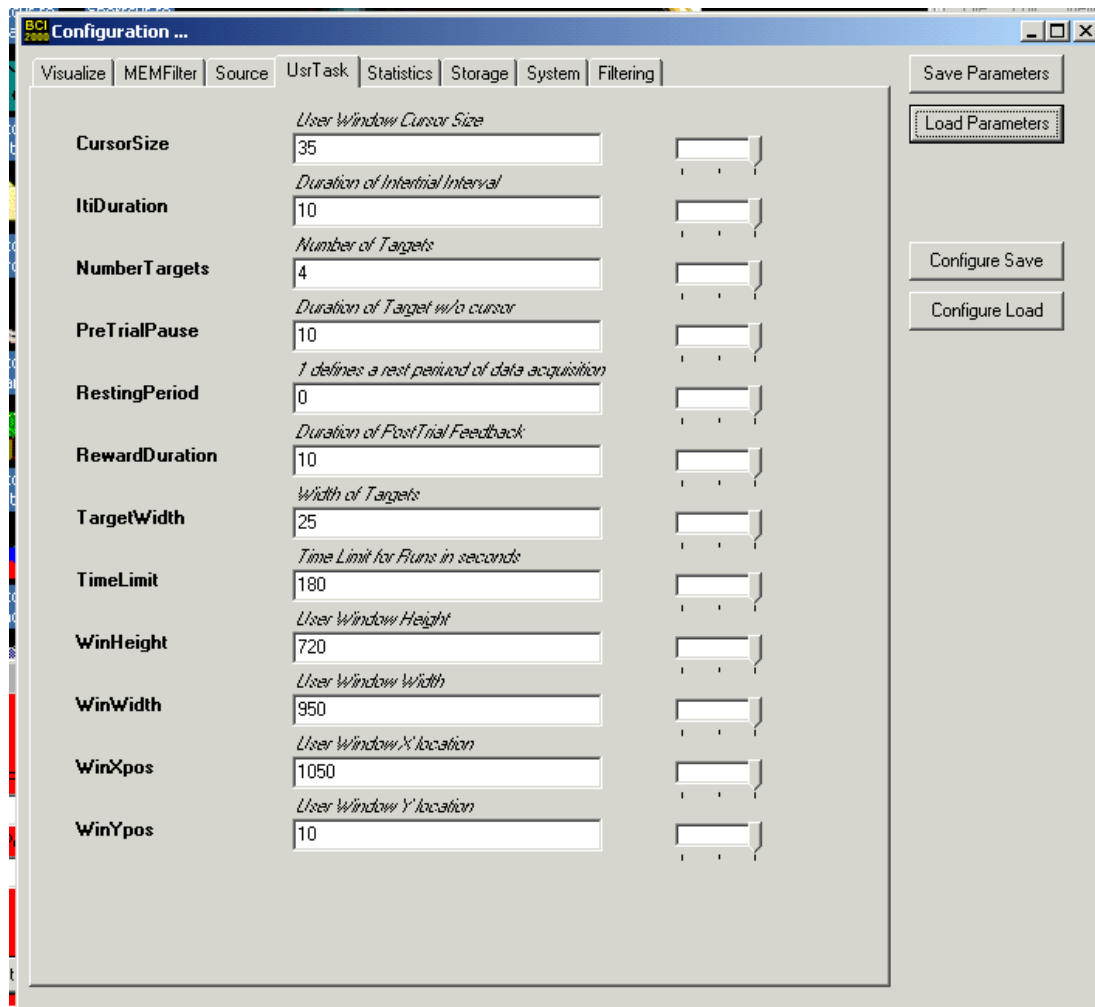 BCI 2000 Configuration ...
Visualize MEMFilter Source UsrTask Statistics Storage System Filtering
Save Parameters
Load Parameters
Configure Save
Configure Load
User Window Cursor Size
CursorSize 35
Duration of Intertrial Interval
ItiDuration 10
Number of Targets
NumberTargets 4
Duration of Target w/o cursor
PreTrialPause 10
1 defines a rest periuod of data acquisition
RestingPeriod 0
Duration of PostTrial Feedback
RewardDuration 10
Width of Targets
TargetWidth 25
Time Limit for Runs in seconds
TimeLimit 180
User Window Height
WinHeight 720
User Window Width
WinWidth 950
User Window X location
WinXpos 1050
User Window Y location
WinYpos 10